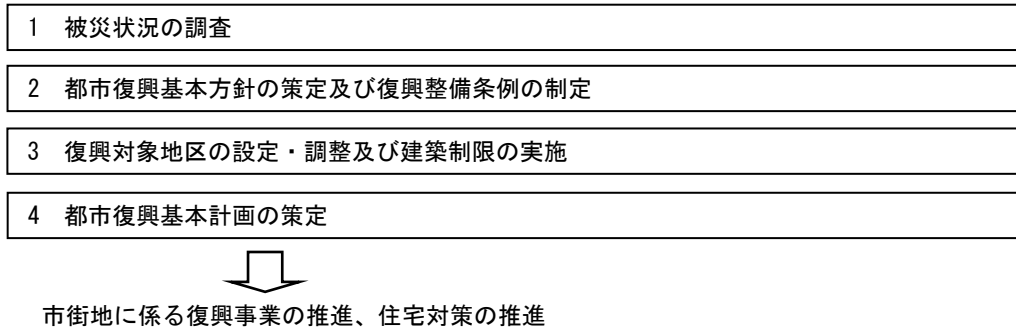 1 被災状況の調査
2 都市復興基本方針の策定及び復興整備条例の制定
3 復興対象地区の設定・調整及び建築制限の実施
4 都市復興基本計画の策定
市街地に係る復興事業の推進、住宅対策の推進